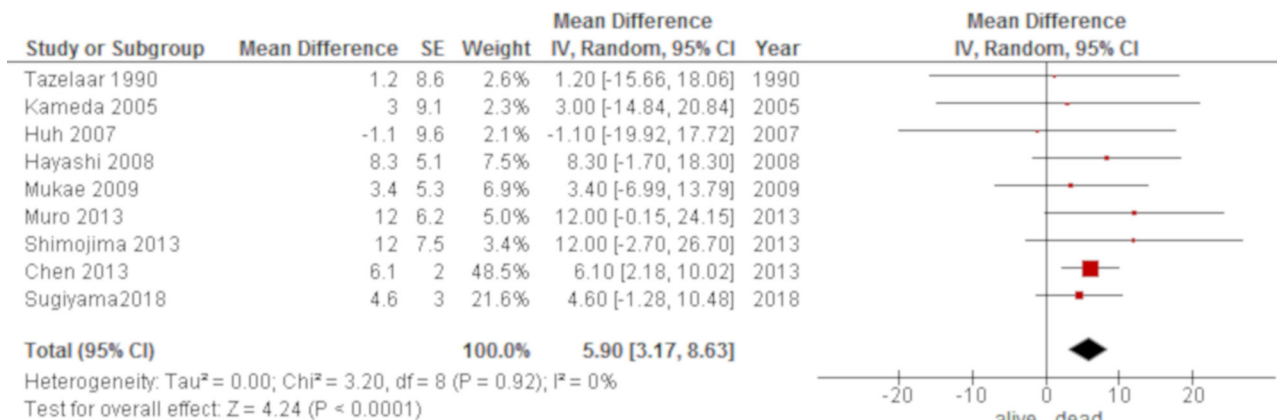 Mean Difference Mean Difference
Study or Subgroup Mean Difference SE Weight IV, Random, 95% CI Year IV, Random, 95% CI
Tazelaar 1990 1.2 8.6 2.6% 1.20 [-15.66, 18.06] 1990
Kameda 2005 3 9.1 2.3% 3.00 [-14.84, 20.84] 2005
Huh 2007 -1.1 9.6 2.1% -1.10 [-19.92, 17.72] 2007
Hayashi 2008 8.3 5.1 7.5% 8.30 [-1.70, 18.30] 2008
Mukae 2009 3.4 5.3 6.9% 3.40 [-6.99, 13.79] 2009
Muro 2013 12 6.2 5.0% 12.00 [-0.15, 24.15] 2013
Shimojima 2013 12 7.5 3.4% 12.00 [-2.70, 26.70] 2013
Chen 2013 6.1 2 48.5% 6.10 [2.18, 10.02] 2013
Sugiyama2018 4.6 3 21.6% 4.60 [-1.28, 10.48] 2018
Total (95% CI) 100.0% 5.90 [3.17, 8.63]
Heterogeneity: Tau² = 0.00; Chi² = 3.20, df = 8 (P = 0.92); I² = 0%
Test for overall effect: Z = 4.24 (P < 0.0001)
-20 -10 0 10 20
alive dead